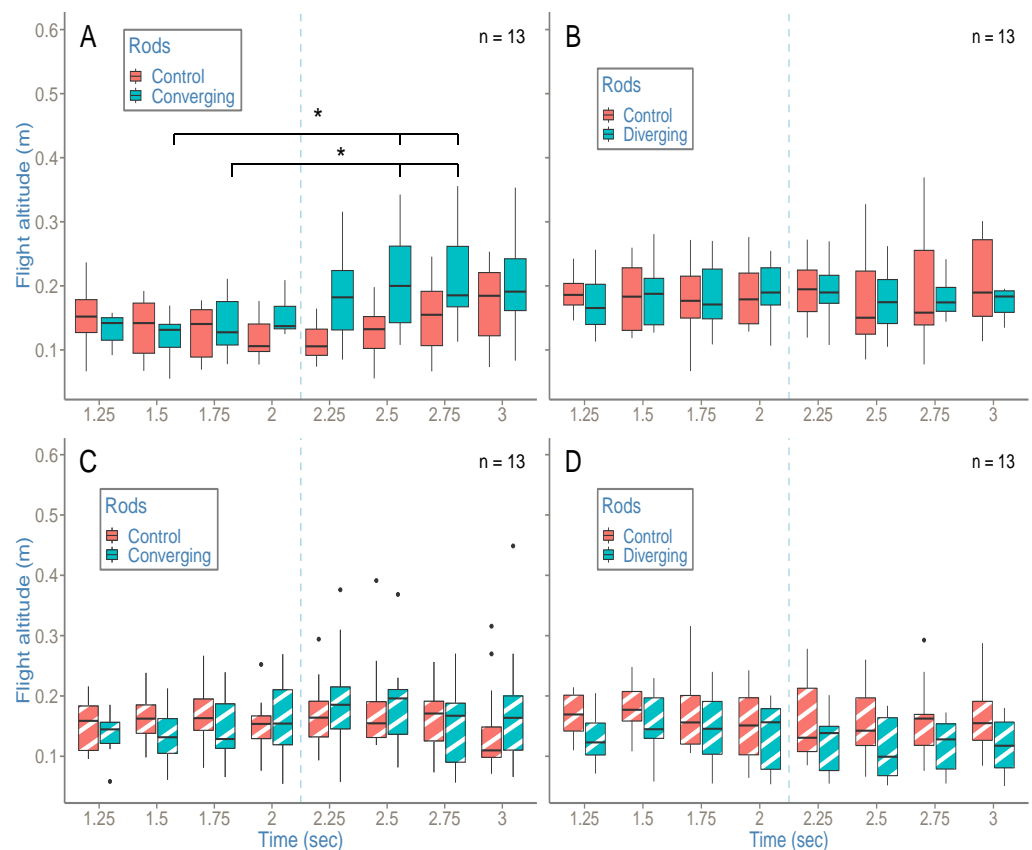 A
n = 13
Rods
Control
Converging
*
*
Flight altitude (m)
0.6
0.5
0.4
0.3
0.2
0.1
1.25 1.5 1.75 2 2.25 2.5 2.75 3
B
n = 13
Rods
Control
Diverging
1.25 1.5 1.75 2 2.25 2.5 2.75 3
C
n = 13
Rods
Control
Converging
Flight altitude (m)
0.6
0.5
0.4
0.3
0.2
0.1
1.25 1.5 1.75 2 2.25 2.5 2.75 3
Time (sec)
D
n = 13
Rods
Control
Diverging
1.25 1.5 1.75 2 2.25 2.5 2.75 3
Time (sec)